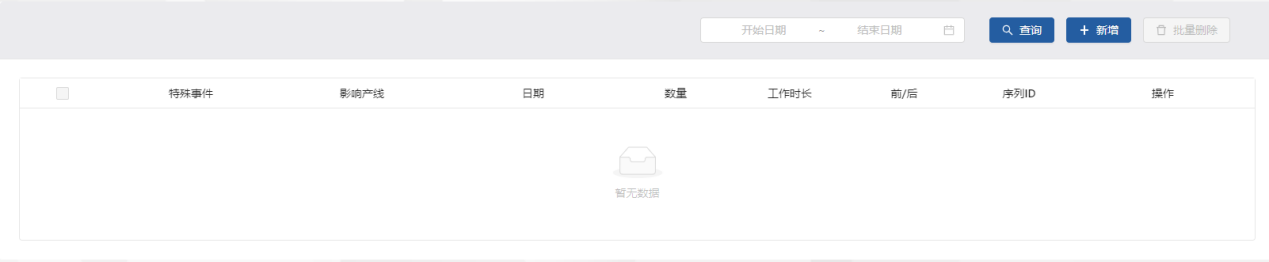 开始日期 ~ 结束日期 查询 新增 批量删除
特殊事件 影响产线 日期 数量 工作时长 前/后 序列ID 操作
暂无数据